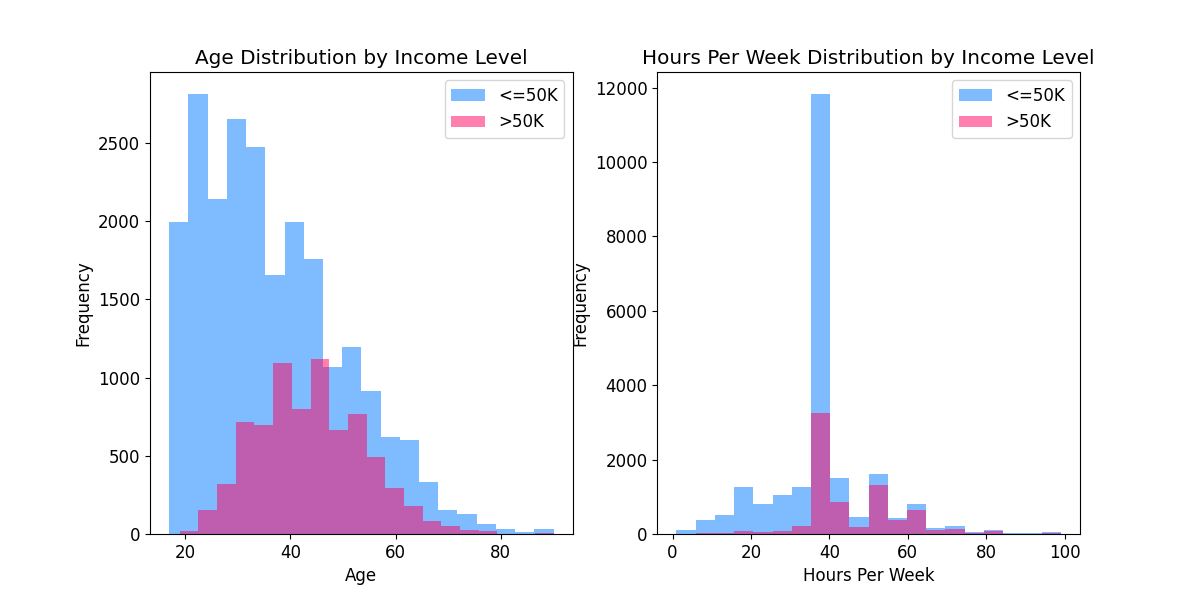 Age Distribution by Income Level
<=50K
>50K
2500
2000
1500
1000
500
0
Frequency
20
40
60
80
Age
Hours Per Week Distribution by Income Level
<=50K
>50K
12000
10000
8000
6000
4000
2000
0
Frequency
0
20
40
60
80
100
Hours Per Week